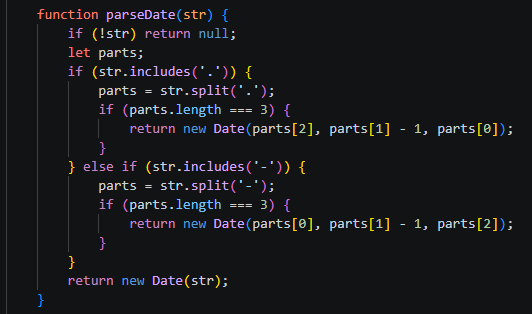 function parseDate(str) {
    if (!str) return null;
    let parts;
    if (str.includes('.')) {
        parts = str.split('.');
        if (parts.length === 3) {
            return new Date(parts[2], parts[1] - 1, parts[0]);
        }
    } else if (str.includes('-')) {
        parts = str.split('-');
        if (parts.length === 3) {
            return new Date(parts[0], parts[1] - 1, parts[2]);
        }
    }
    return new Date(str);
}